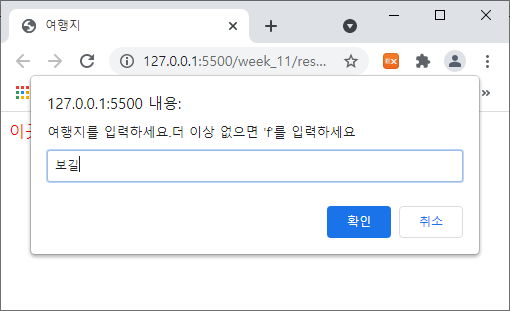 여행지
127.0.0.1:5500/week_11/res...
127.0.0.1:5500 내용:
여행지를 입력하세요.더 이상 없으면 'f'를 입력하세요
보길
확인
취소